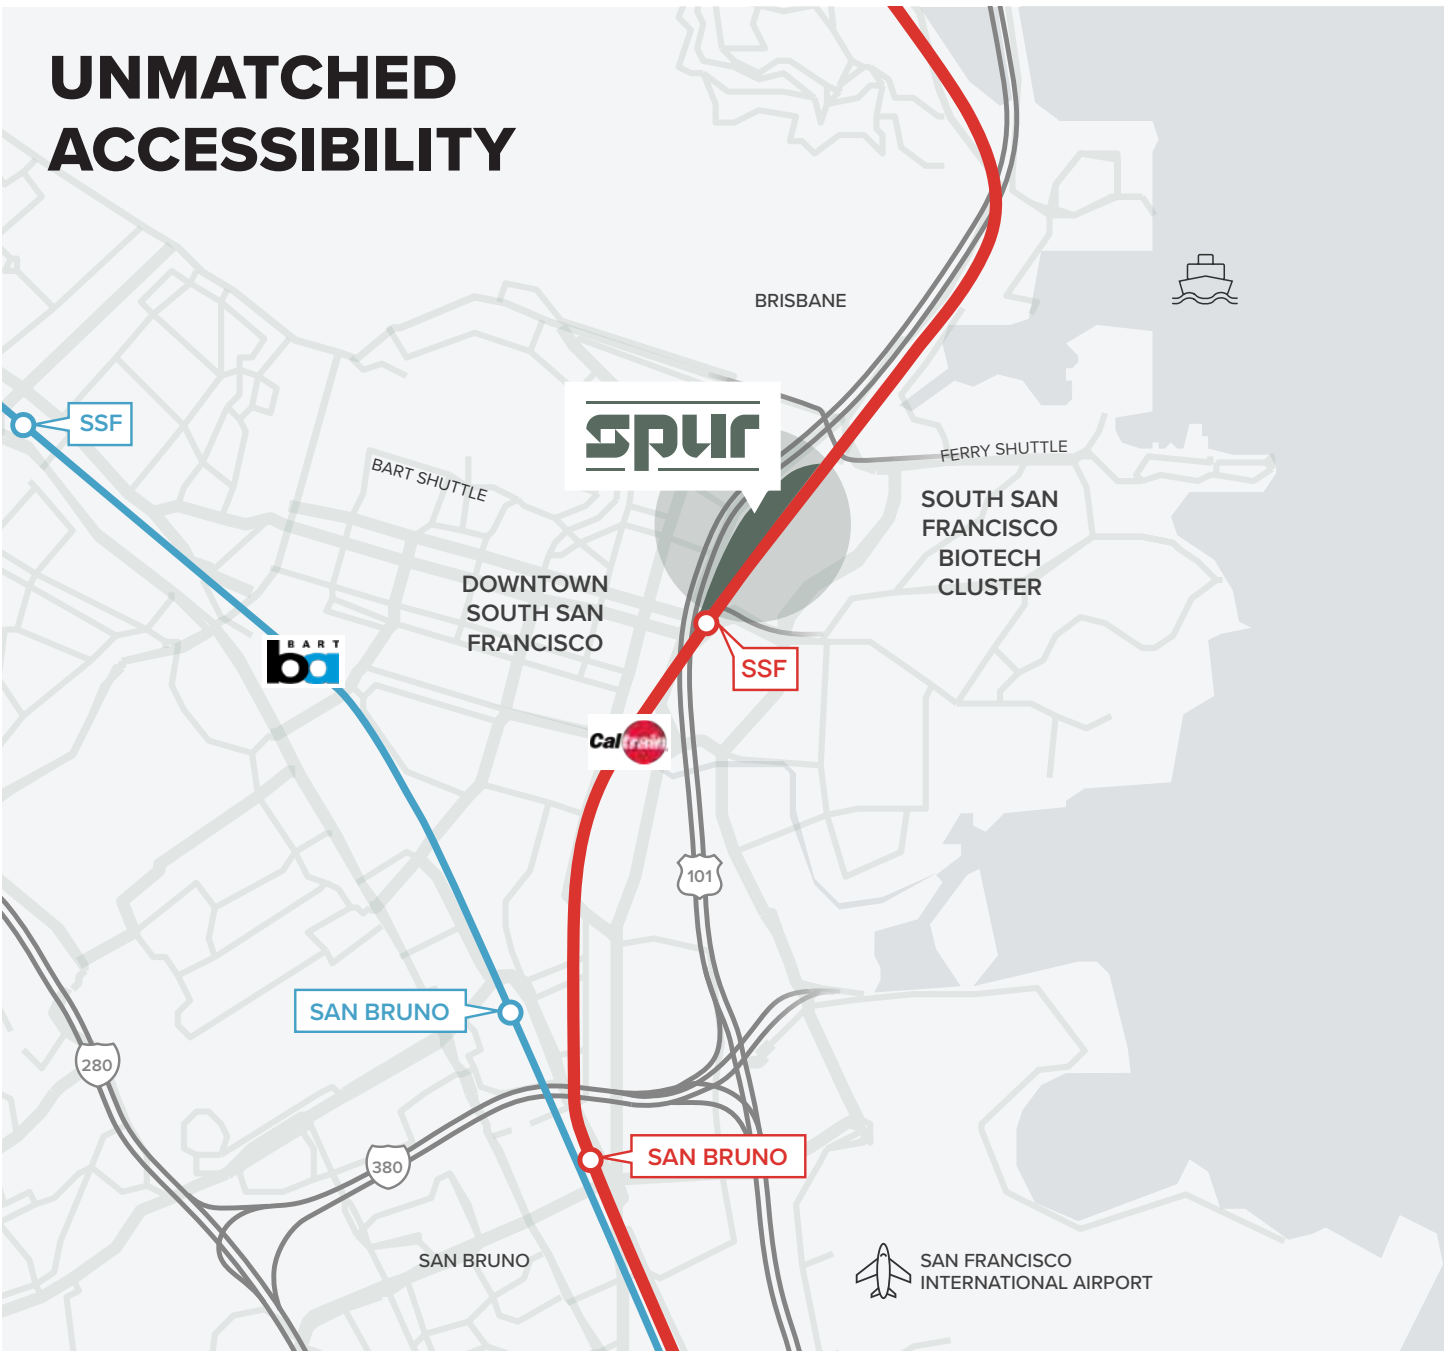 UNMATCHED
ACCESSIBILITY
BRISBANE
spur
SSF
BART SHUTTLE
FERRY SHUTTLE
SOUTH SAN
FRANCISCO
BIOTECH
CLUSTER
DOWNTOWN
SOUTH SAN
FRANCISCO
BART
ba
SSF
Caltrain
101
SAN BRUNO
280
380
SAN BRUNO
SAN BRUNO
SAN FRANCISCO
INTERNATIONAL AIRPORT